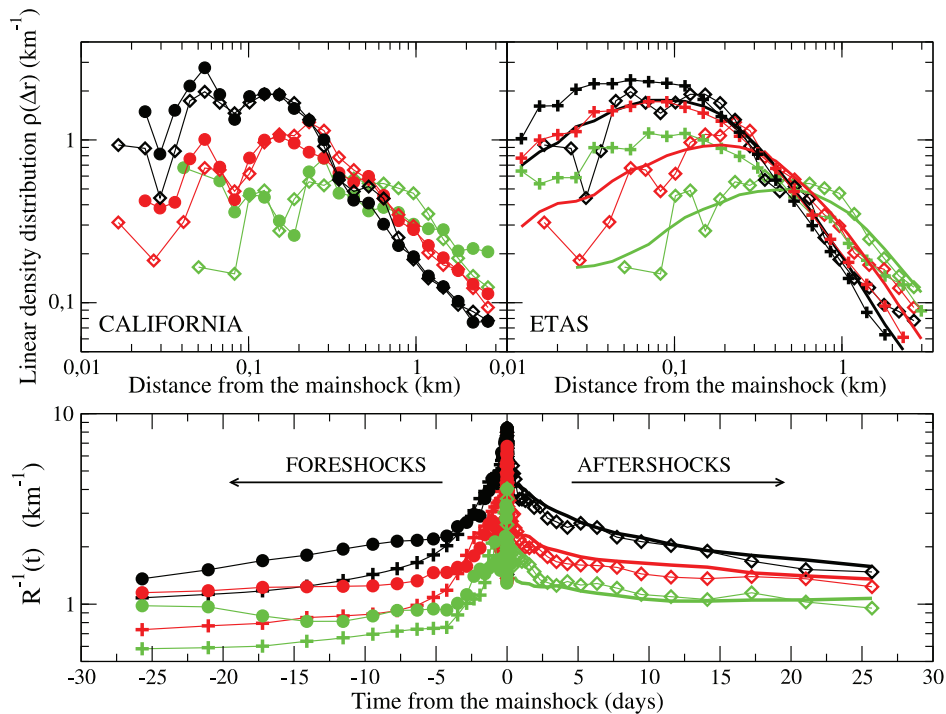 Linear density distribution ρ(Δr) (km⁻¹)
0,01 0,1 1
0,1
1
CALIFORNIA
Distance from the mainshock (km)
0,01 0,1 1
ETAS
Distance from the mainshock (km)
R⁻¹(t) (km⁻¹)
10
1
FORESHOCKS
AFTERSHOCKS
-30 -25 -20 -15 -10 -5 0 5 10 15 20 25 30
Time from the mainshock (days)